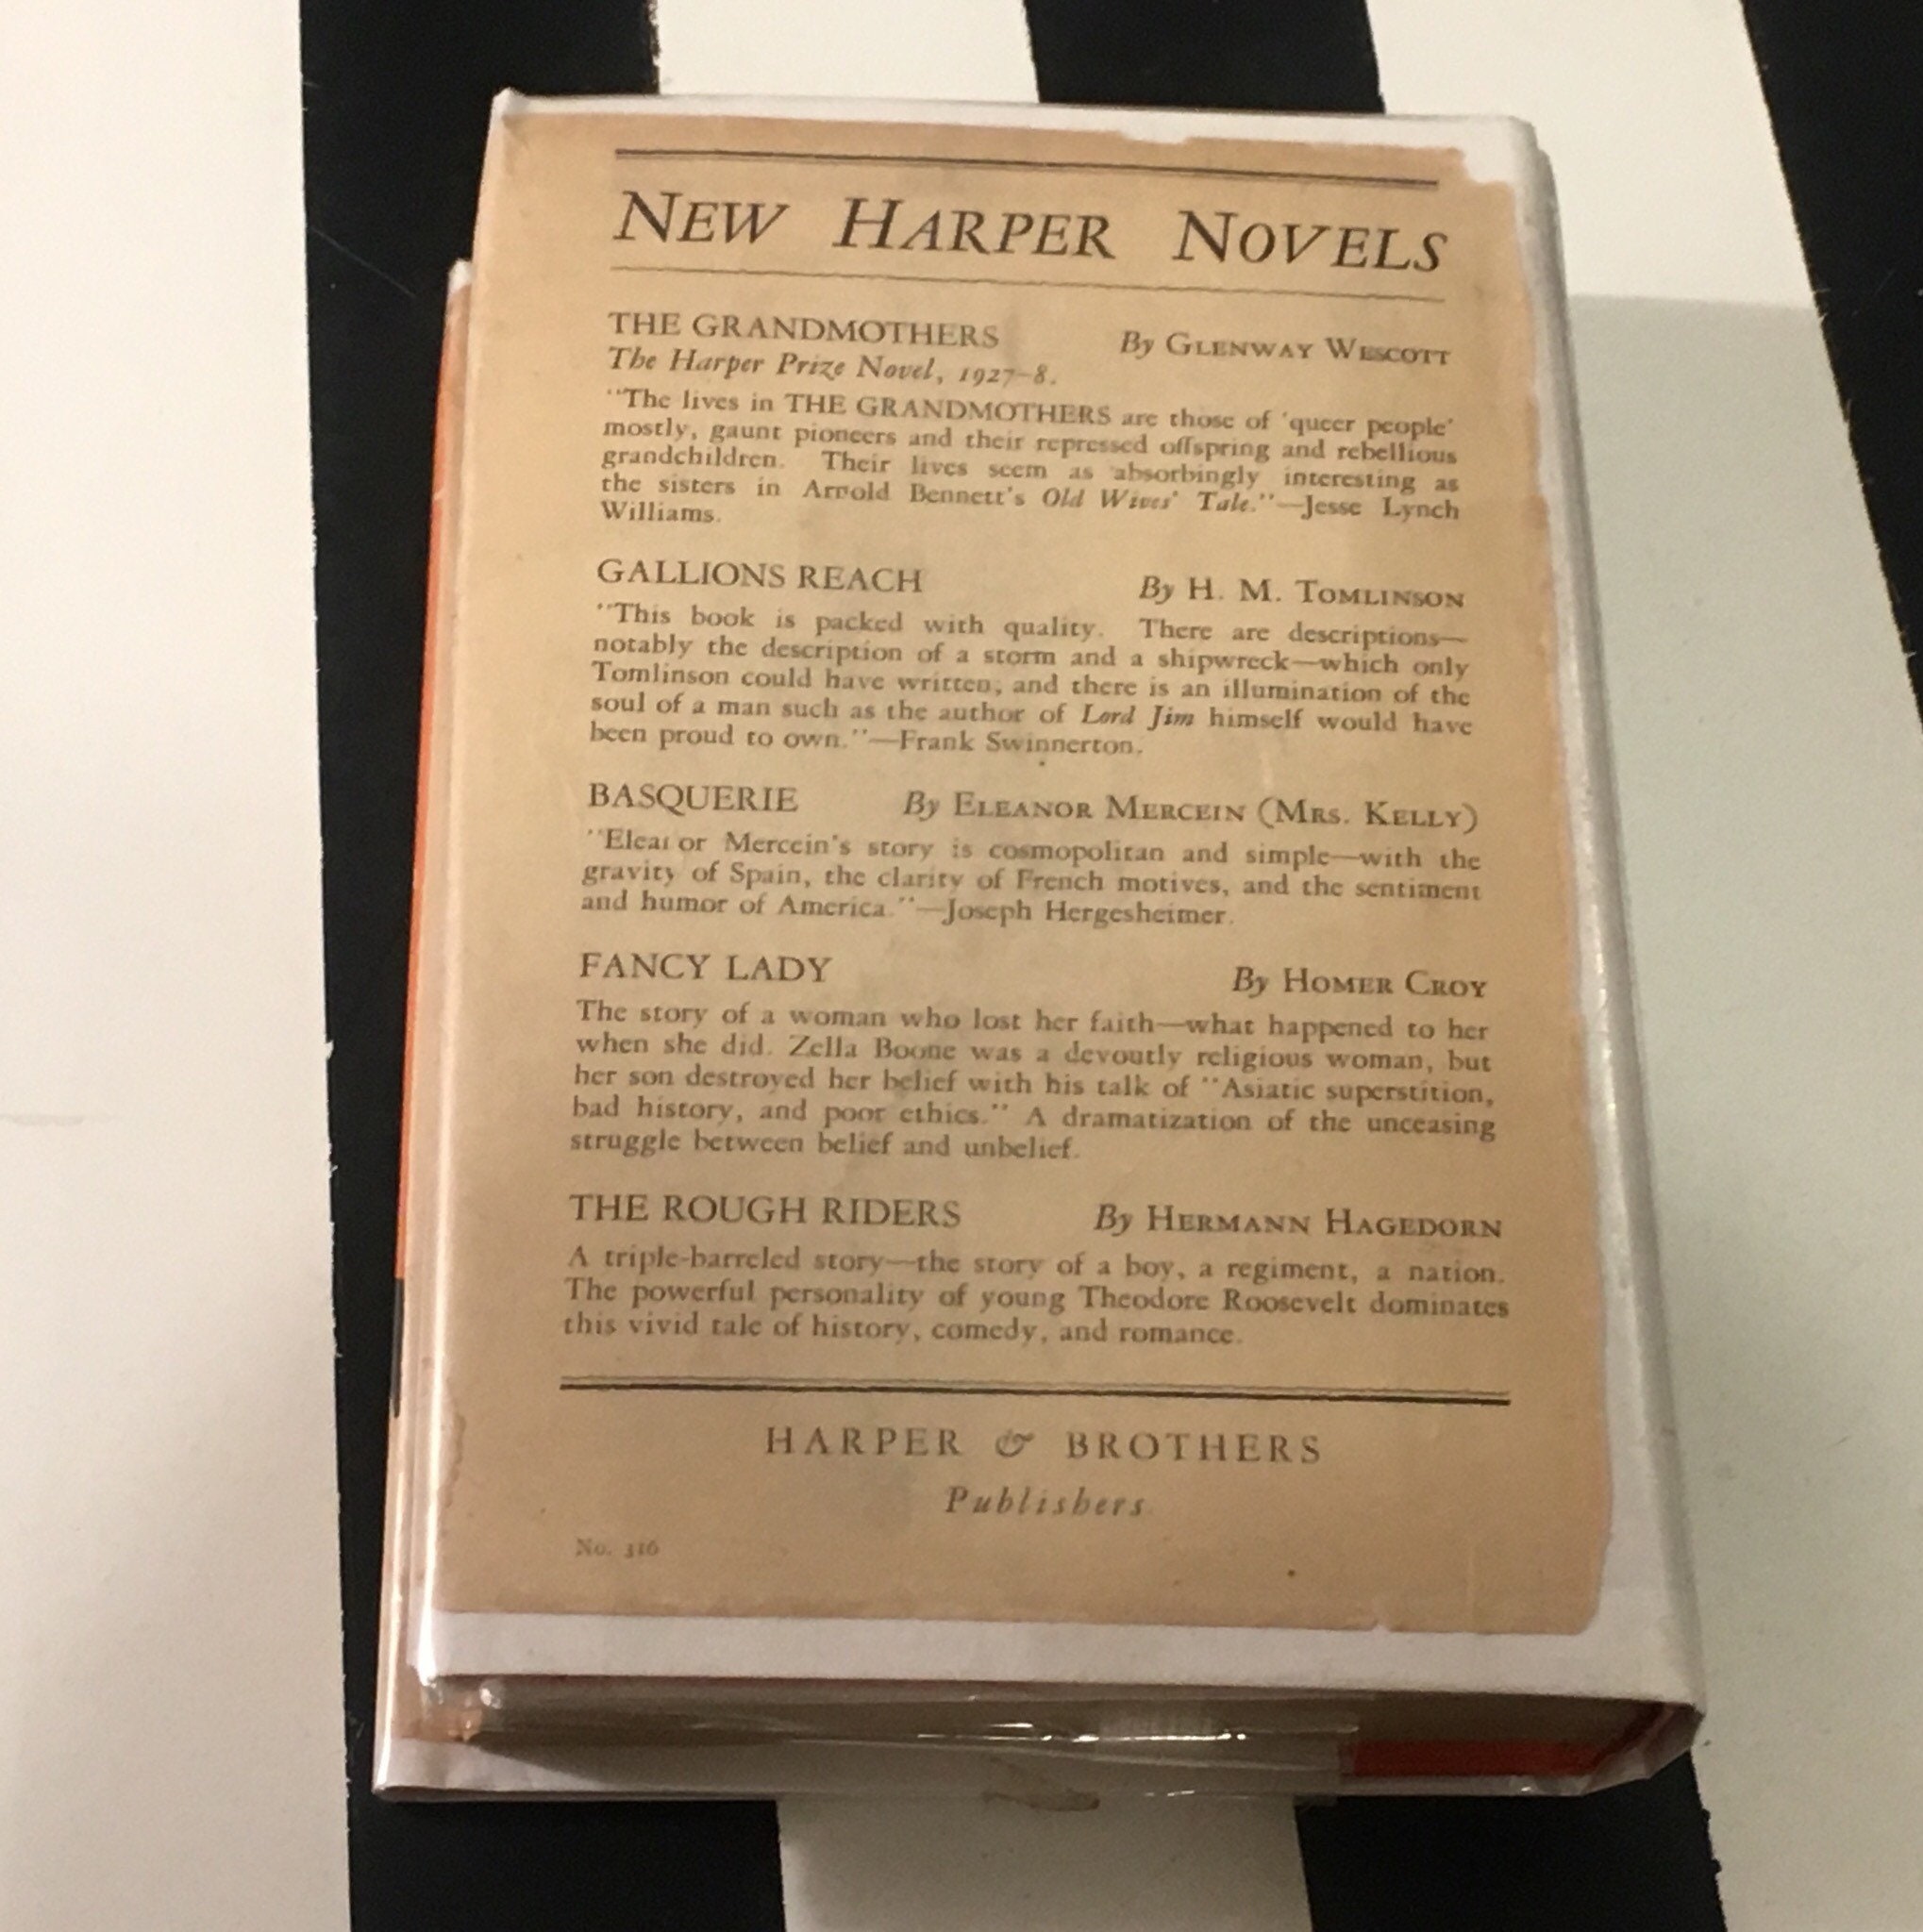 NEW HARPER NOVELS
THE GRANDMOTHERS By GLENWAY WESCOTT
The Harper Prize Novel, 1927–8.
"The lives in THE GRANDMOTHERS are those of 'queer people'
mostly, gaunt pioneers and their repressed offspring and rebellious
grandchildren. Their lives seem as absorbingly interesting as
the sisters in Arnold Bennett's Old Wives' Tale."—Jesse Lynch
Williams.
GALLIONS REACH By H. M. TOMLINSON
"This book is packed with quality. There are descriptions—
notably the description of a storm and a shipwreck—which only
Tomlinson could have written, and there is an illumination of the
soul of a man such as the author of Lord Jim himself would have
been proud to own."—Frank Swinnerton.
BASQUERIE By ELEANOR MERCEIN (MRS. KELLY)
"Eleanor Mercein's story is cosmopolitan and simple—with the
gravity of Spain, the clarity of French motives, and the sentiment
and humor of America."—Joseph Hergesheimer.
FANCY LADY By HOMER CROY
The story of a woman who lost her faith—what happened to her
when she did. Zella Boone was a devoutly religious woman, but
her son destroyed her belief with his talk of "Asiatic superstition,
bad history, and poor ethics." A dramatization of the unceasing
struggle between belief and unbelief.
THE ROUGH RIDERS By HERMANN HAGEDORN
A triple-barreled story—the story of a boy, a regiment, a nation.
The powerful personality of young Theodore Roosevelt dominates
this vivid tale of history, comedy, and romance.
HARPER & BROTHERS
Publishers
No. 316